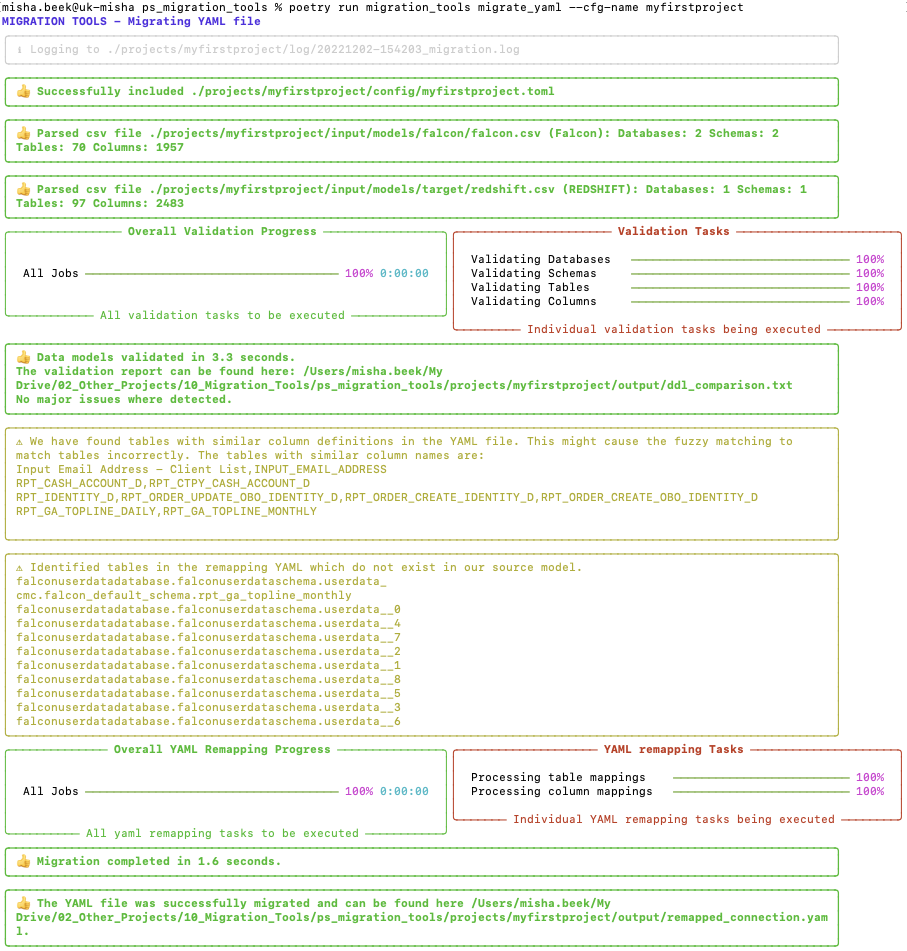 (misha.beek@uk-misha ps_migration_tools % poetry run migration_tools migrate_yaml --cfg-name myfirstproject
MIGRATION TOOLS - Migrating YAML file
ℹ Logging to ./projects/myfirstproject/log/20221202-154203_migration.log
👍 Successfully included ./projects/myfirstproject/config/myfirstproject.toml
👍 Parsed csv file ./projects/myfirstproject/input/models/falcon/falcon.csv (Falcon): Databases: 2 Schemas: 2
Tables: 70 Columns: 1957
👍 Parsed csv file ./projects/myfirstproject/input/models/target/redshift.csv (REDSHIFT): Databases: 1 Schemas: 1
Tables: 97 Columns: 2483
Overall Validation Progress
All Jobs 100% 0:00:00
All validation tasks to be executed
Validation Tasks
Validating Databases 100%
Validating Schemas 100%
Validating Tables 100%
Validating Columns 100%
Individual validation tasks being executed
👍 Data models validated in 3.3 seconds.
The validation report can be found here: /Users/misha.beek/My
Drive/02_Other_Projects/10_Migration_Tools/ps_migration_tools/projects/myfirstproject/output/ddl_comparison.txt
No major issues where detected.
⚠ We have found tables with similar column definitions in the YAML file. This might cause the fuzzy matching to
match tables incorrectly. The tables with similar column names are:
Input Email Address - Client List,INPUT_EMAIL_ADDRESS
RPT_CASH_ACCOUNT_D,RPT_CTPY_CASH_ACCOUNT_D
RPT_IDENTITY_D,RPT_ORDER_UPDATE_OBO_IDENTITY_D,RPT_ORDER_CREATE_IDENTITY_D,RPT_ORDER_CREATE_OBO_IDENTITY_D
RPT_GA_TOPLINE_DAILY,RPT_GA_TOPLINE_MONTHLY
⚠ Identified tables in the remapping YAML which do not exist in our source model.
falconuserdatadatabase.falconuserdataschema.userdata_
cmc.falcon_default_schema.rpt_ga_topline_monthly
falconuserdatadatabase.falconuserdataschema.userdata__0
falconuserdatadatabase.falconuserdataschema.userdata__4
falconuserdatadatabase.falconuserdataschema.userdata__7
falconuserdatadatabase.falconuserdataschema.userdata__2
falconuserdatadatabase.falconuserdataschema.userdata__1
falconuserdatadatabase.falconuserdataschema.userdata__8
falconuserdatadatabase.falconuserdataschema.userdata__5
falconuserdatadatabase.falconuserdataschema.userdata__3
falconuserdatadatabase.falconuserdataschema.userdata__6
Overall YAML Remapping Progress
All Jobs 100% 0:00:00
All yaml remapping tasks to be executed
YAML remapping Tasks
Processing table mappings 100%
Processing column mappings 100%
Individual YAML remapping tasks being executed
👍 Migration completed in 1.6 seconds.
👍 The YAML file was successfully migrated and can be found here /Users/misha.beek/My
Drive/02_Other_Projects/10_Migration_Tools/ps_migration_tools/projects/myfirstproject/output/remapped_connection.yam
l.